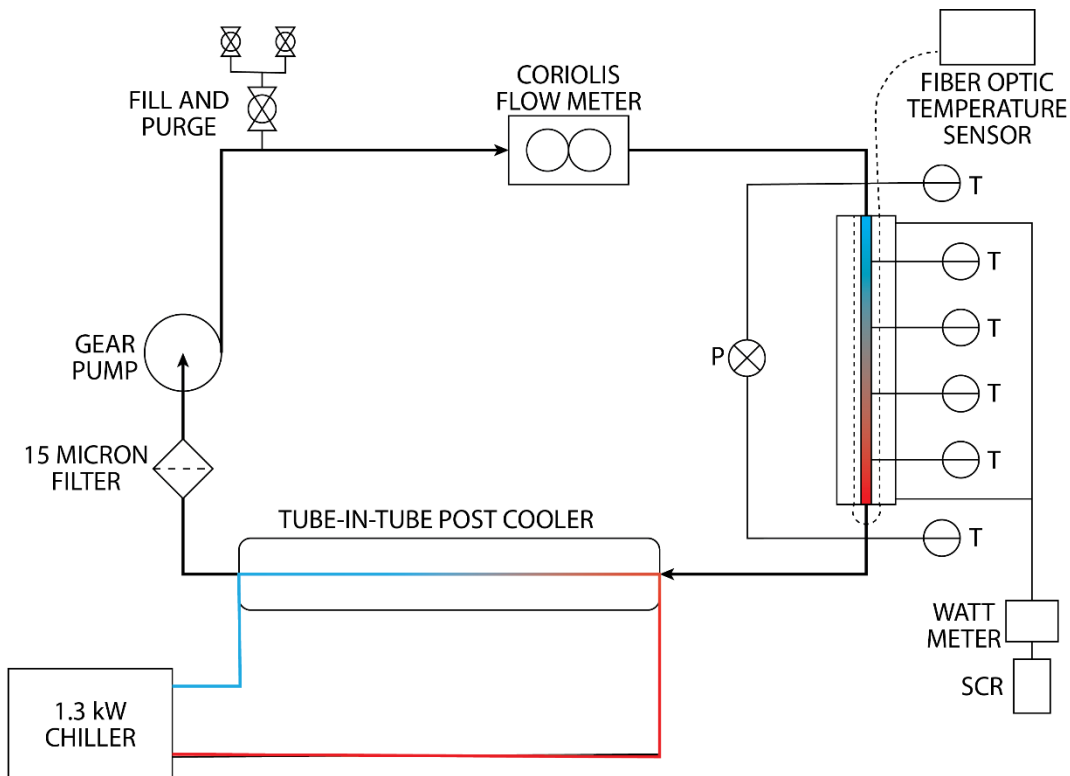 FILL AND
PURGE
CORIOLIS
FLOW METER
FIBER OPTIC
TEMPERATURE
SENSOR
T
T
T
T
T
T
P
GEAR
PUMP
15 MICRON
FILTER
TUBE-IN-TUBE POST COOLER
WATT
METER
SCR
1.3 kW
CHILLER